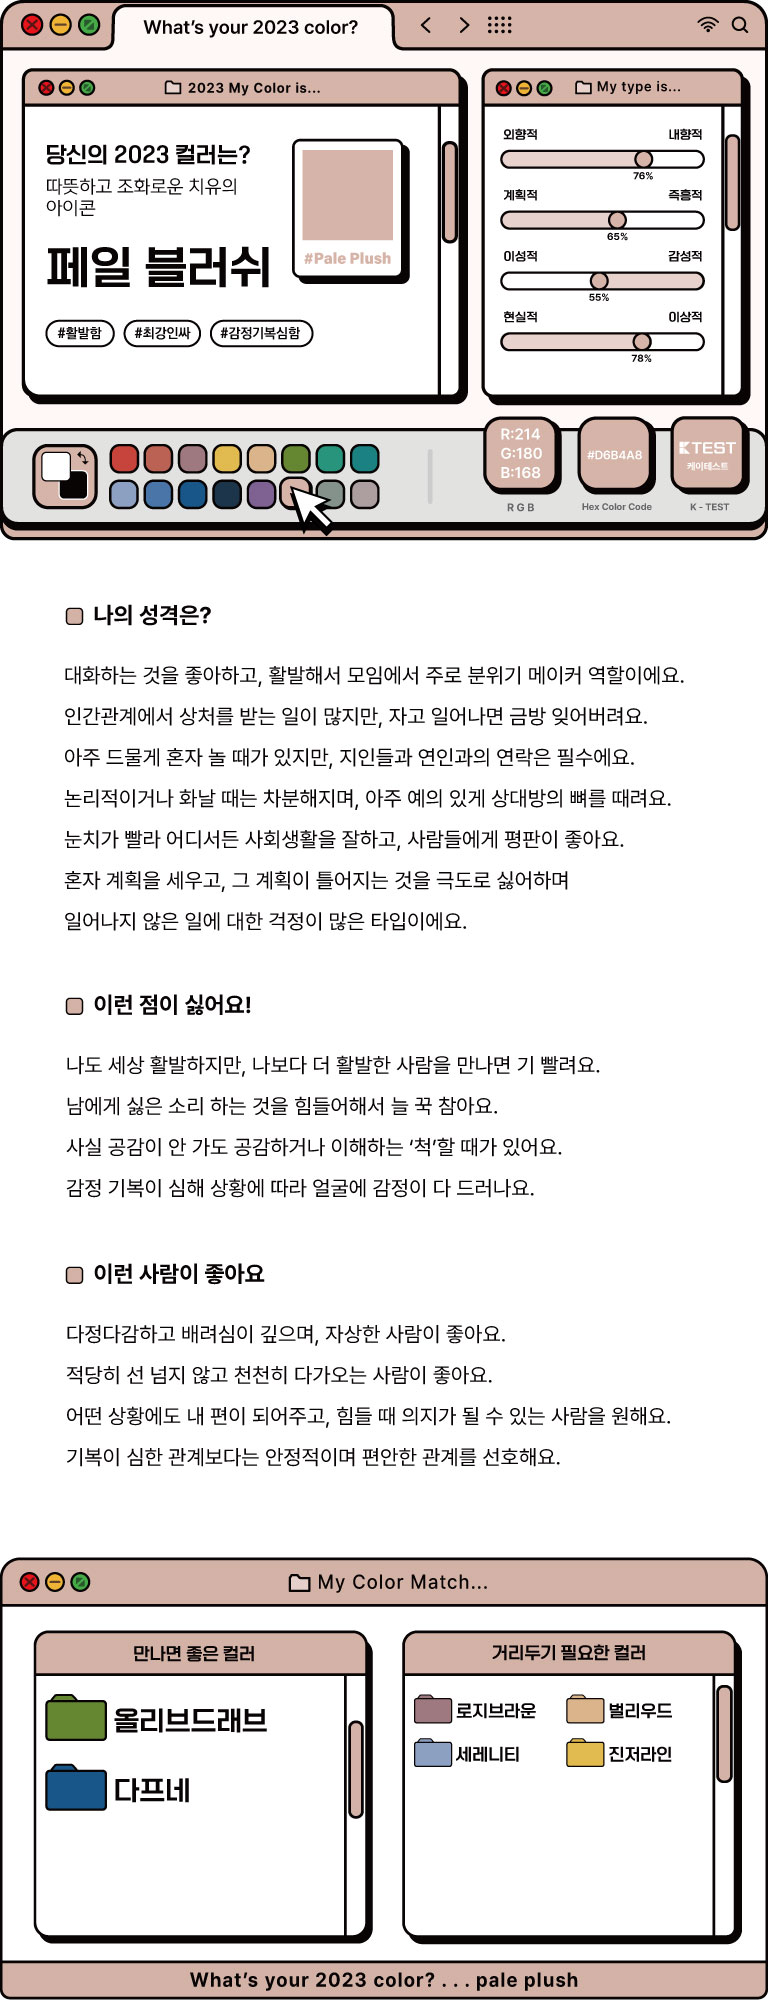 What's your 2023 color?
2023 My Color is...
당신의 2023 컬러는?
따뜻하고 조화로운 치유의
아이콘
페일 블러쉬
#Pale Plush
#활발함 #최강인싸 #감정기복심함
My type is...
외향적 내향적
76%
계획적 즉흥적
65%
이성적 감성적
55%
현실적 이상적
78%
R:214
G:180
B:168
RGB
#D6B4A8
Hex Color Code
KTEST
케이테스트
K - TEST
나의 성격은?
대화하는 것을 좋아하고, 활발해서 모임에서 주로 분위기 메이커 역할이에요.
인간관계에서 상처를 받는 일이 많지만, 자고 일어나면 금방 잊어버려요.
아주 드물게 혼자 놀 때가 있지만, 지인들과 연인과의 연락은 필수에요.
논리적이거나 화날 때는 차분해지며, 아주 예의 있게 상대방의 뼈를 때려요.
눈치가 빨라 어디서든 사회생활을 잘하고, 사람들에게 평판이 좋아요.
혼자 계획을 세우고, 그 계획이 틀어지는 것을 극도로 싫어하며
일어나지 않은 일에 대한 걱정이 많은 타입이에요.
이런 점이 싫어요!
나도 세상 활발하지만, 나보다 더 활발한 사람을 만나면 기 빨려요.
남에게 싫은 소리 하는 것을 힘들어해서 늘 꾹 참아요.
사실 공감이 안 가도 공감하거나 이해하는 ‘척’할 때가 있어요.
감정 기복이 심해 상황에 따라 얼굴에 감정이 다 드러나요.
이런 사람이 좋아요
다정다감하고 배려심이 깊으며, 자상한 사람이 좋아요.
적당히 선 넘지 않고 천천히 다가오는 사람이 좋아요.
어떤 상황에도 내 편이 되어주고, 힘들 때 의지가 될 수 있는 사람을 원해요.
기복이 심한 관계보다는 안정적이며 편안한 관계를 선호해요.
My Color Match...
만나면 좋은 컬러
올리브드래브
다프네
거리두기 필요한 컬러
로지브라운 벌리우드
세레니티 진저라인
What's your 2023 color? . . . pale plush